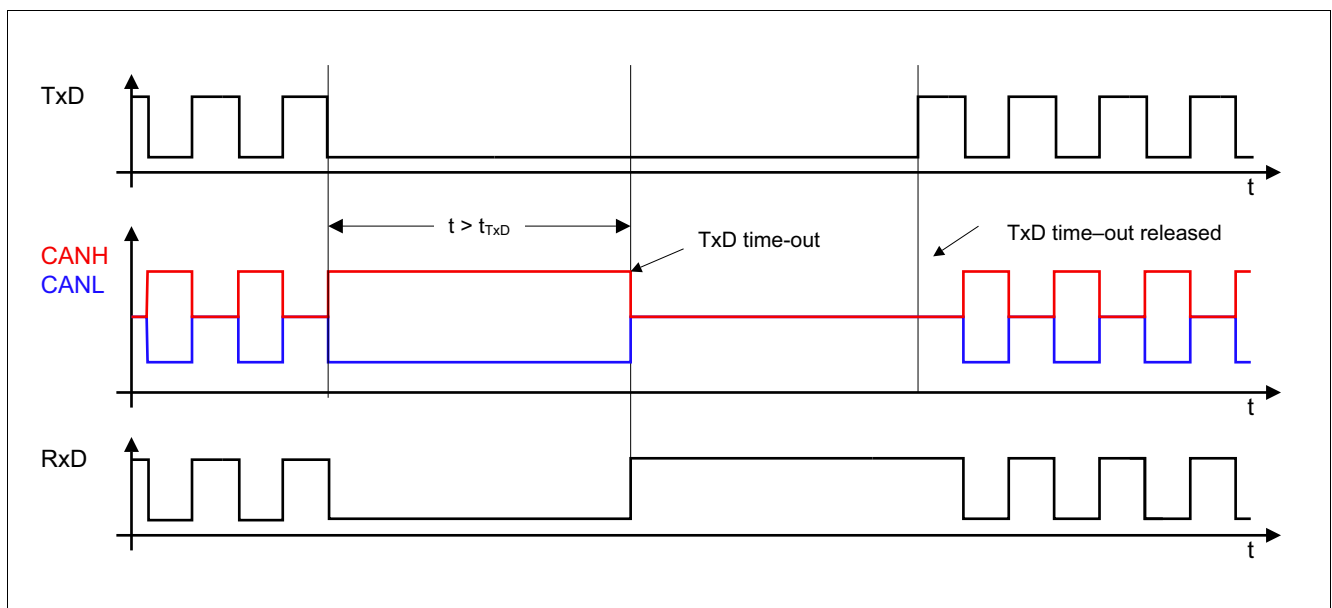 TxD
t
t > tTxD
TxD time-out
TxD time–out released
CANH
CANL
t
RxD
t